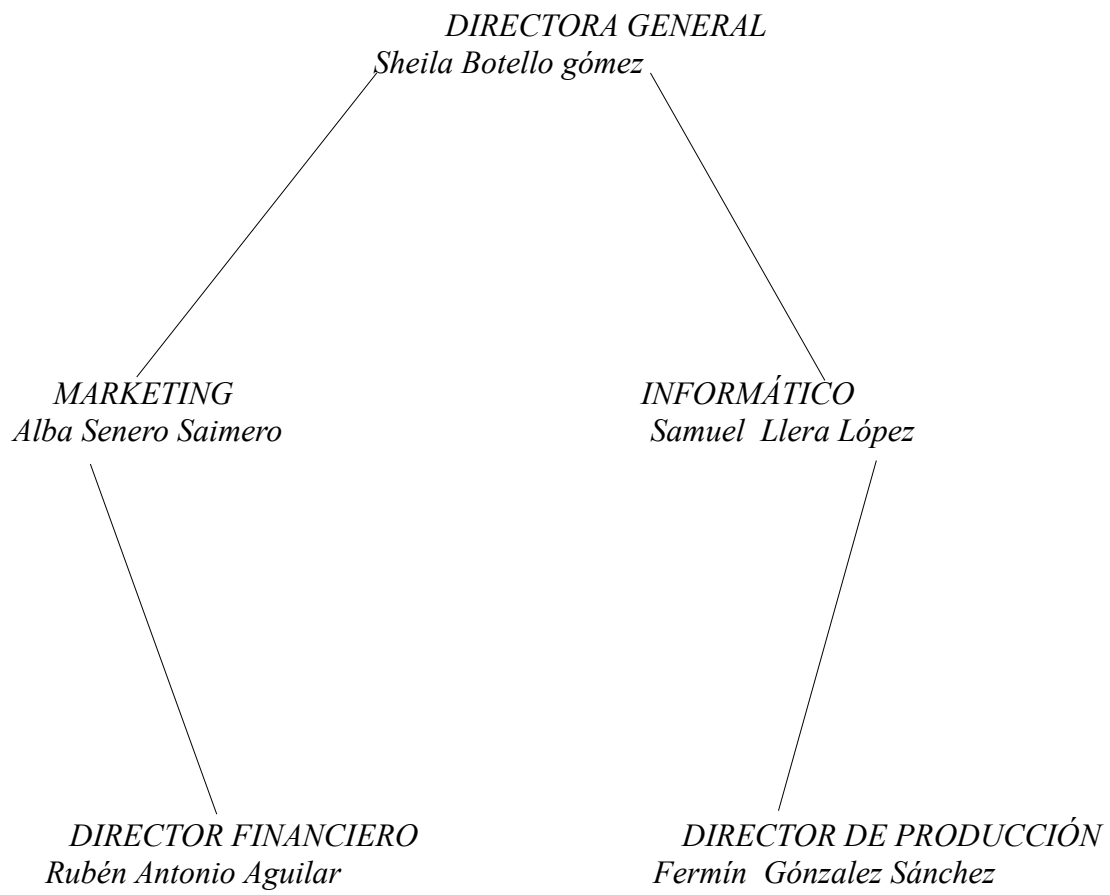 DIRECTORA GENERAL
Sheila Botello gómez
MARKETING
Alba Senero Saimero
INFORMÁTICO
Samuel Llera López
DIRECTOR FINANCIERO
Rubén Antonio Aguilar
DIRECTOR DE PRODUCCIÓN
Fermín Gónzalez Sánchez